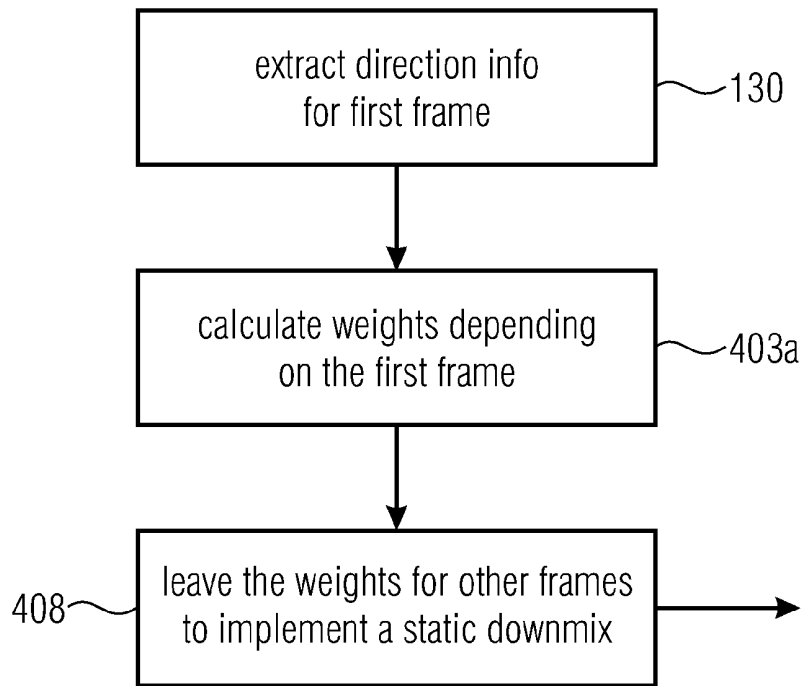 extract direction info
for first frame
130
calculate weights depending
on the first frame
403a
leave the weights for other frames
to implement a static downmix
408